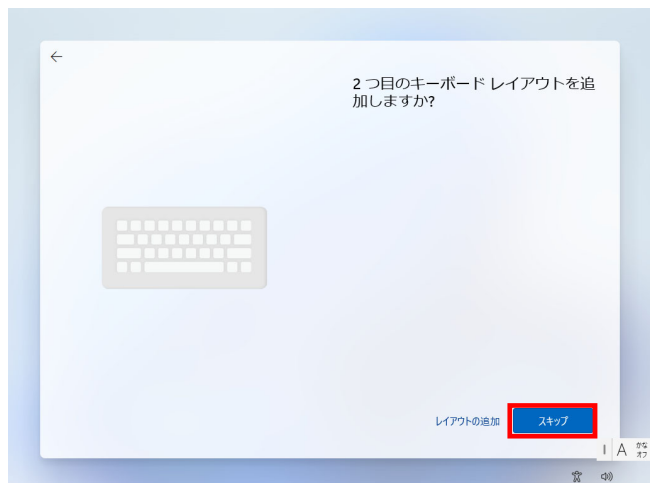 2 つ目のキーボード レイアウトを追
加しますか?
レイアウトの追加
スキップ
A
かな
オフ